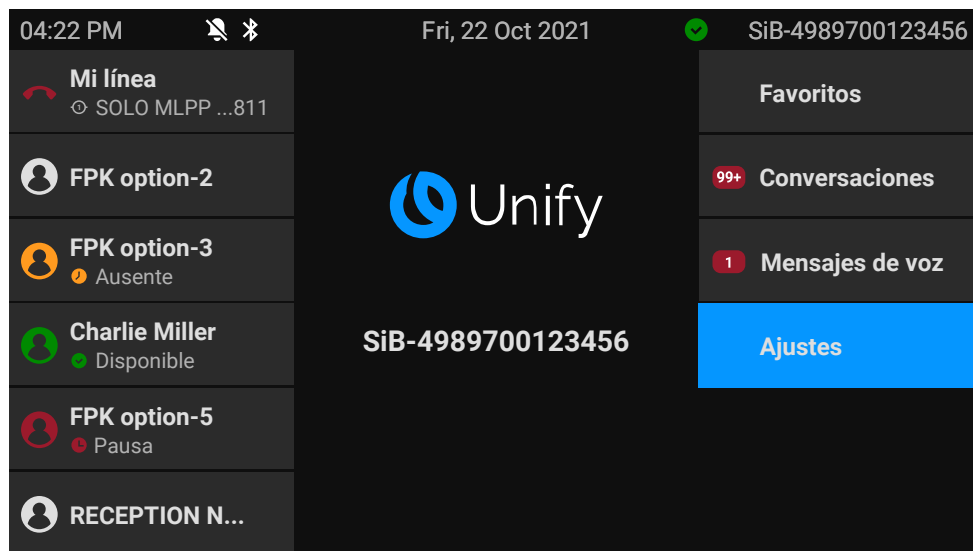 04:22 PM
Fri, 22 Oct 2021
SiB-4989700123456
Mi línea
SOLO MLPP ...811
FPK option-2
FPK option-3
Ausente
Charlie Miller
Disponible
FPK option-5
Pausa
RECEPTION N...
Unify
SiB-4989700123456
Favoritos
99+ Conversaciones
1 Mensajes de voz
Ajustes